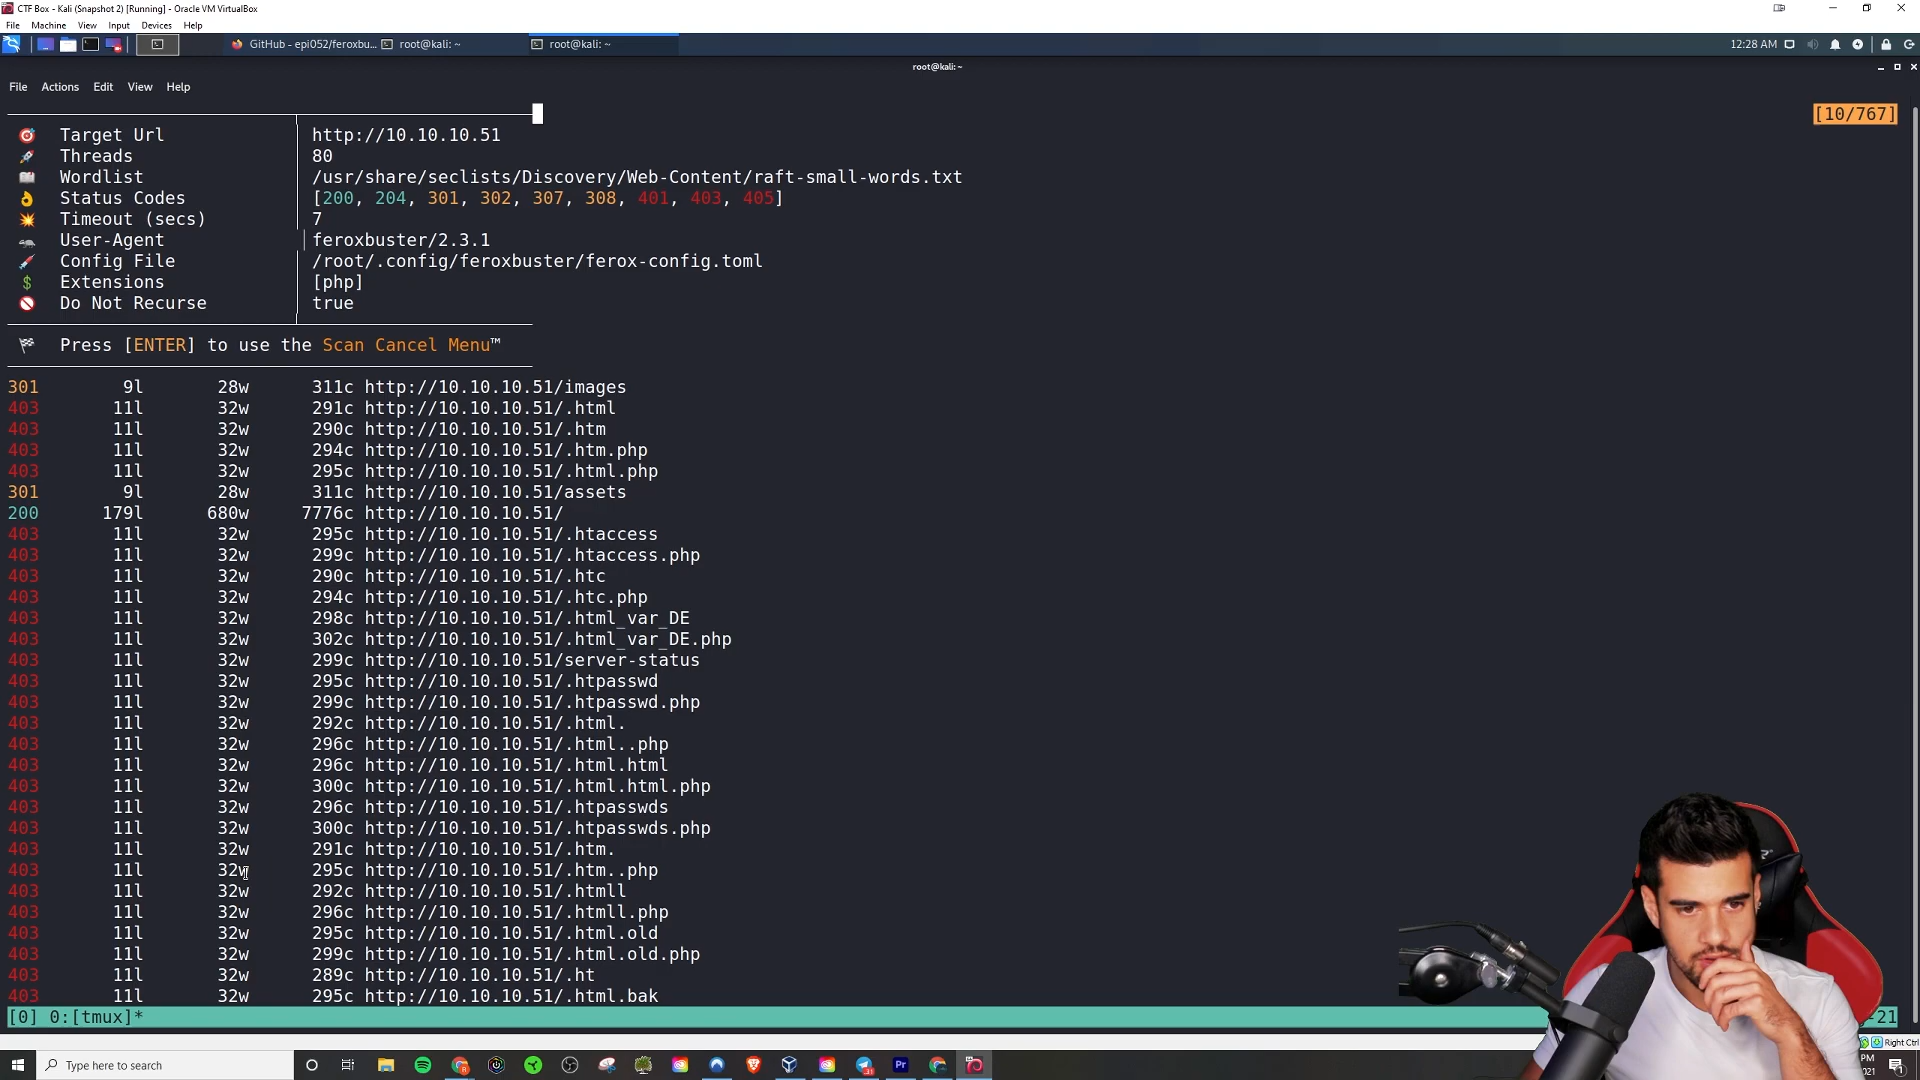 CTF Box - Kali (Snapshot 2) [Running] - Oracle VM VirtualBox
File Machine View Input Devices Help
GitHub - epi052/feroxbu... root@kali: ~ root@kali: ~ 12:28 AM
root@kali: ~
File Actions Edit View Help
[10/767]
Target Url http://10.10.10.51
Threads 80
Wordlist /usr/share/seclists/Discovery/Web-Content/raft-small-words.txt
Status Codes [200, 204, 301, 302, 307, 308, 401, 403, 405]
Timeout (secs) 7
User-Agent feroxbuster/2.3.1
Config File /root/.config/feroxbuster/ferox-config.toml
Extensions [php]
Do Not Recurse true
Press [ENTER] to use the Scan Cancel Menu™
301 9l 28w 311c http://10.10.10.51/images
403 11l 32w 291c http://10.10.10.51/.html
403 11l 32w 290c http://10.10.10.51/.htm
403 11l 32w 294c http://10.10.10.51/.htm.php
403 11l 32w 295c http://10.10.10.51/.html.php
301 9l 28w 311c http://10.10.10.51/assets
200 179l 680w 7776c http://10.10.10.51/
403 11l 32w 295c http://10.10.10.51/.htaccess
403 11l 32w 299c http://10.10.10.51/.htaccess.php
403 11l 32w 290c http://10.10.10.51/.htc
403 11l 32w 294c http://10.10.10.51/.htc.php
403 11l 32w 298c http://10.10.10.51/.html_var_DE
403 11l 32w 302c http://10.10.10.51/.html_var_DE.php
403 11l 32w 299c http://10.10.10.51/server-status
403 11l 32w 295c http://10.10.10.51/.htpasswd
403 11l 32w 299c http://10.10.10.51/.htpasswd.php
403 11l 32w 292c http://10.10.10.51/.html.
403 11l 32w 296c http://10.10.10.51/.html..php
403 11l 32w 296c http://10.10.10.51/.html.html
403 11l 32w 300c http://10.10.10.51/.html.html.php
403 11l 32w 296c http://10.10.10.51/.htpasswds
403 11l 32w 300c http://10.10.10.51/.htpasswds.php
403 11l 32w 291c http://10.10.10.51/.htm.
403 11l 32w 295c http://10.10.10.51/.htm..php
403 11l 32w 292c http://10.10.10.51/.htmll
403 11l 32w 296c http://10.10.10.51/.htmll.php
403 11l 32w 295c http://10.10.10.51/.html.old
403 11l 32w 299c http://10.10.10.51/.html.old.php
403 11l 32w 289c http://10.10.10.51/.ht
403 11l 32w 295c http://10.10.10.51/.html.bak
[0] 0:[tmux]* -21
Right Ctrl
Type here to search
PM